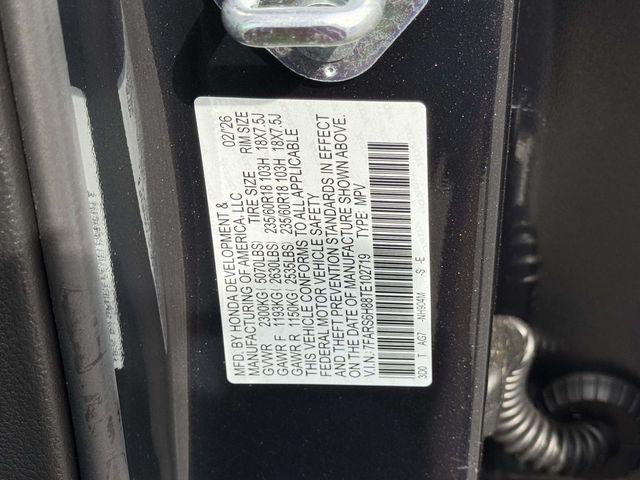 MFD. BY HONDA DEVELOPMENT & 02/26
MANUFACTURING OF AMERICA, LLC
TIRE SIZE RIM SIZE
GVWR 2300KG( 5070LBS) 235/60R18 103H 18X7.5J
GAWR F 1193KG( 2630LBS) 235/60R18 103H 18X7.5J
GAWR R 1150KG( 2535LBS)
THIS VEHICLE CONFORMS TO ALL APPLICABLE
FEDERAL MOTOR VEHICLE SAFETY
AND THEFT PREVENTION STANDARDS IN EFFECT
ON THE DATE OF MANUFACTURE SHOWN ABOVE.
V.I.N.: 7FARS9H88TE102719 TYPE: MPV
3D0 T AG7 -NH904M -S -E